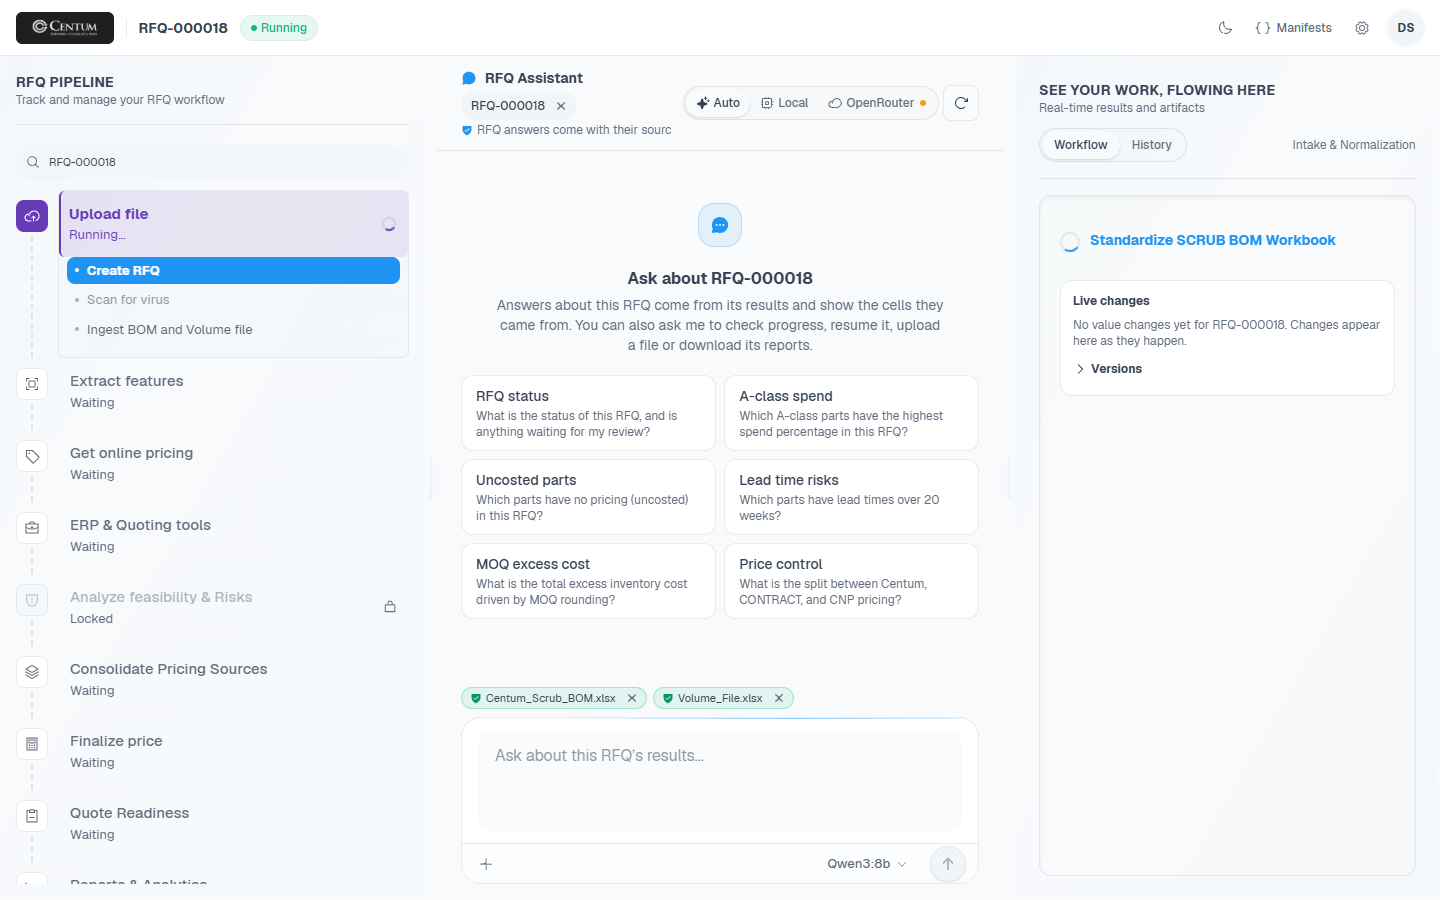 CENTUM
RFQ-000018
Running
Manifests
DS
RFQ PIPELINE
Track and manage your RFQ workflow
RFQ-000018
Upload file
Running...
Create RFQ
Scan for virus
Ingest BOM and Volume file
Extract features
Waiting
Get online pricing
Waiting
ERP & Quoting tools
Waiting
Analyze feasibility & Risks
Locked
Consolidate Pricing Sources
Waiting
Finalize price
Waiting
Quote Readiness
Waiting
Reports & Analytics
RFQ Assistant
RFQ-000018
RFQ answers come with their sourc
Auto
Local
OpenRouter
Ask about RFQ-000018
Answers about this RFQ come from its results and show the cells they
came from. You can also ask me to check progress, resume it, upload
a file or download its reports.
RFQ status
What is the status of this RFQ, and is
anything waiting for my review?
A-class spend
Which A-class parts have the highest
spend percentage in this RFQ?
Uncosted parts
Which parts have no pricing (uncosted)
in this RFQ?
Lead time risks
Which parts have lead times over 20
weeks?
MOQ excess cost
What is the total excess inventory cost
driven by MOQ rounding?
Price control
What is the split between Centum,
CONTRACT, and CNP pricing?
Centum_Scrub_BOM.xlsx
Volume_File.xlsx
Ask about this RFQ's results...
Qwen3:8b
SEE YOUR WORK, FLOWING HERE
Real-time results and artifacts
Workflow
History
Intake & Normalization
Standardize SCRUB BOM Workbook
Live changes
No value changes yet for RFQ-000018. Changes appear
here as they happen.
Versions